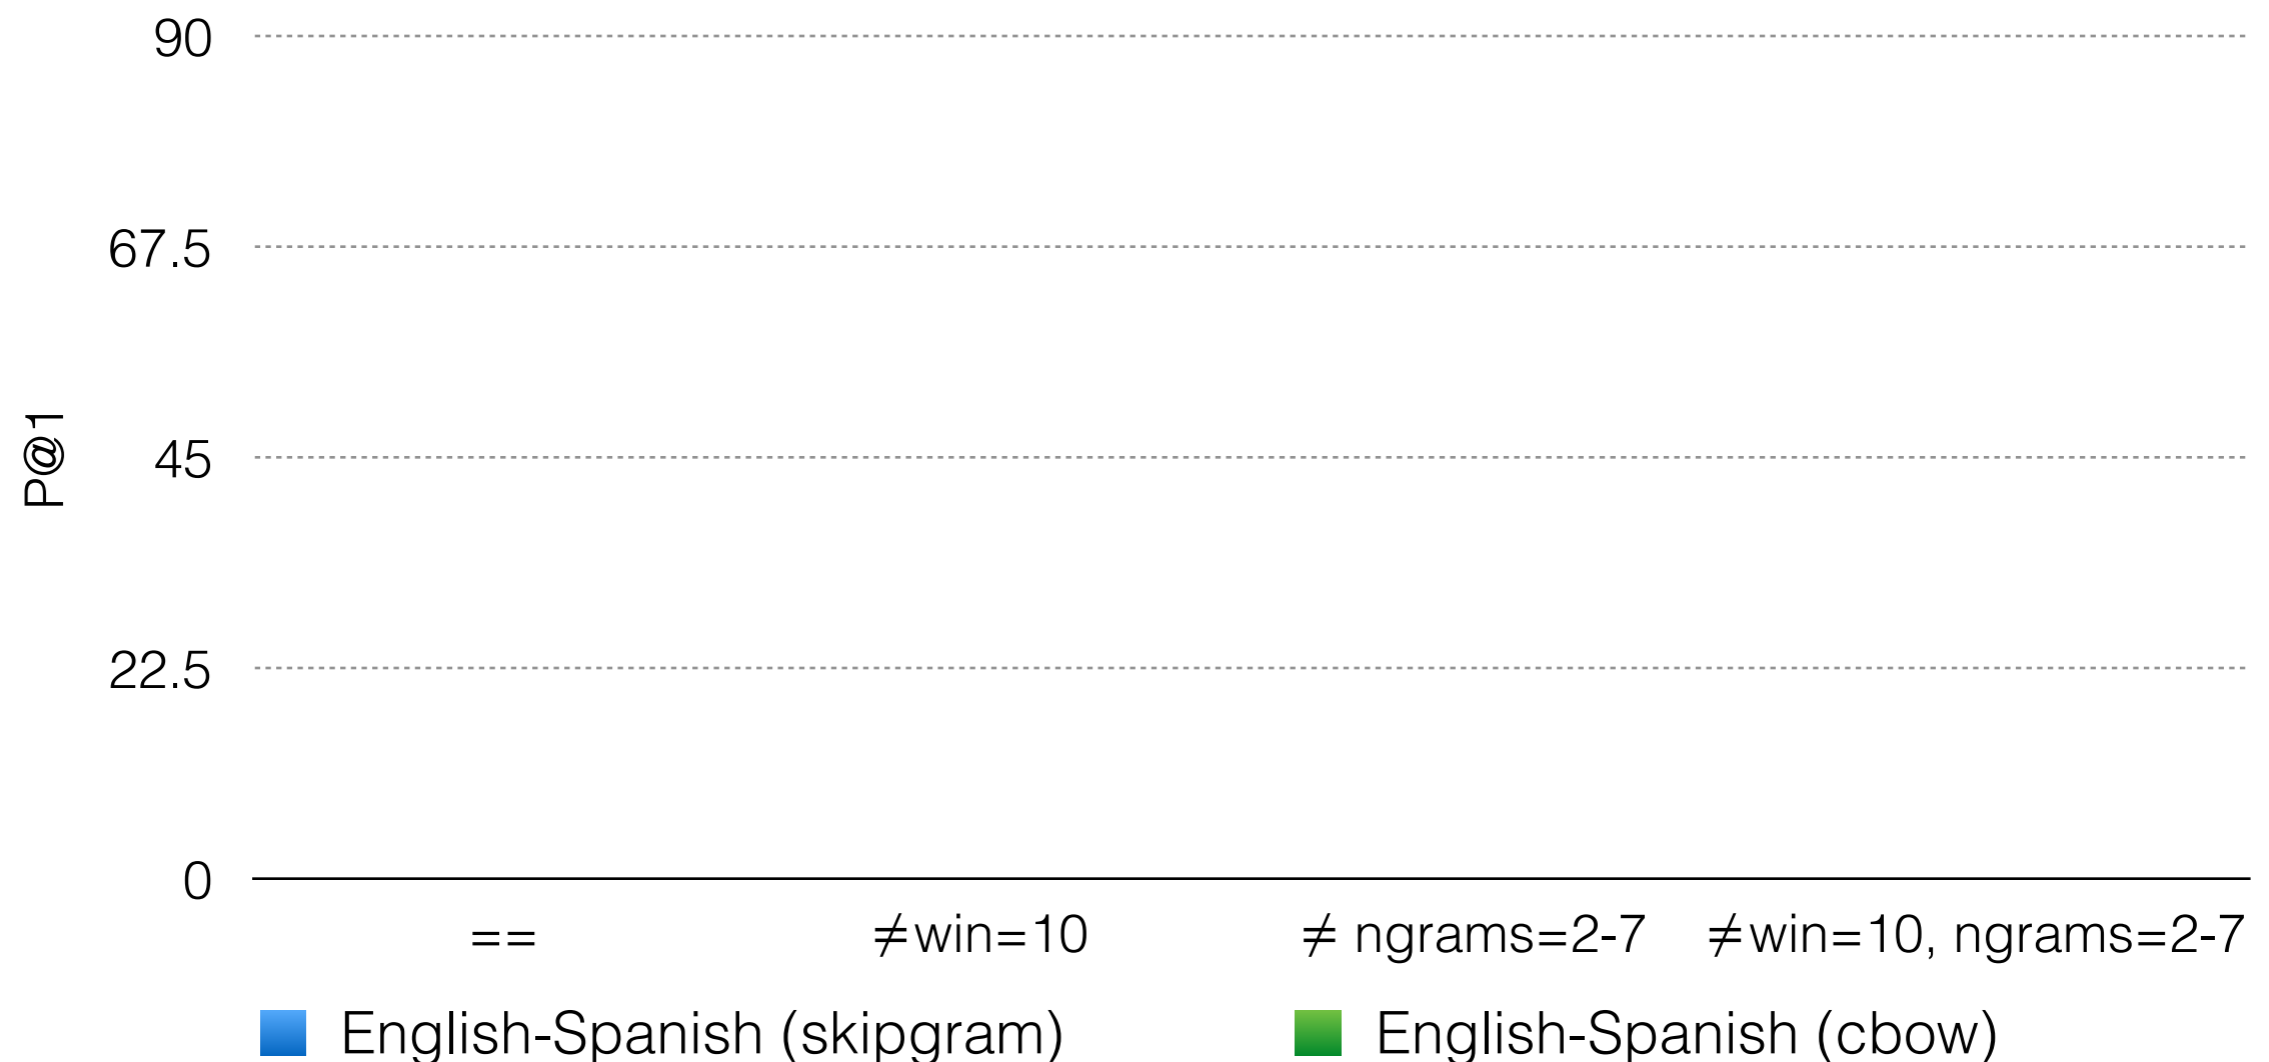 90
67.5
P@1
45
22.5
0
== ≠win=10 ≠ ngrams=2-7 ≠win=10, ngrams=2-7
English-Spanish (skipgram) English-Spanish (cbow)